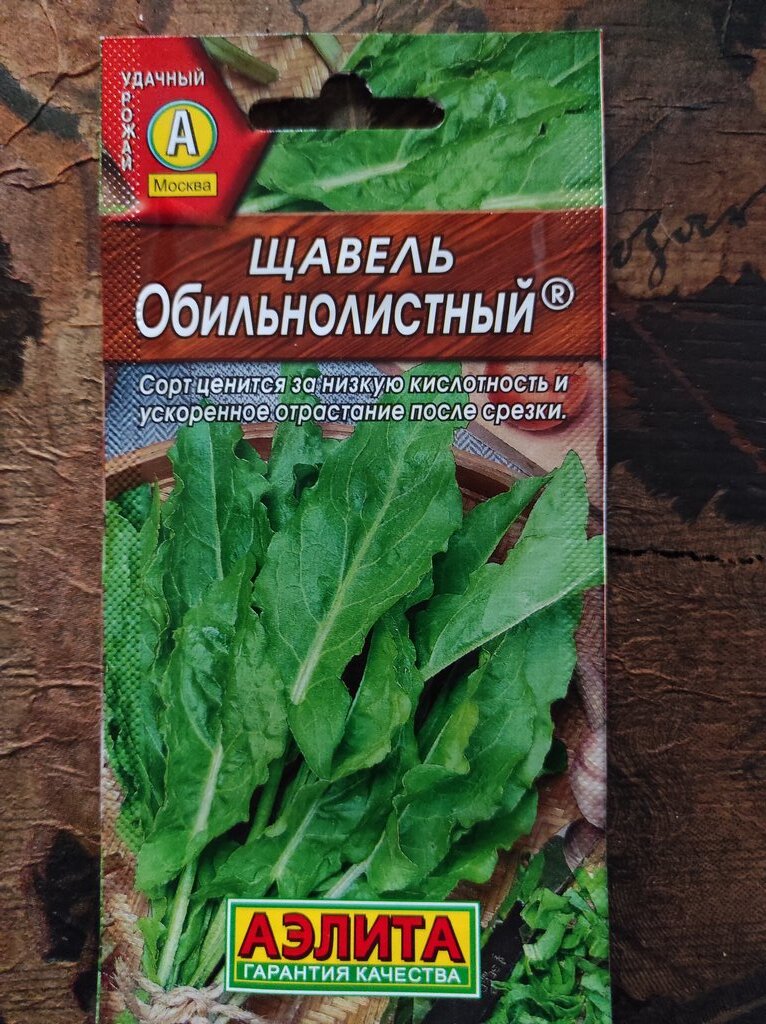 УДАЧНЫЙ
УРОЖАЙ
А
Москва
ЩАВЕЛЬ
Обильнолистный®
Сорт ценится за низкую кислотность и
ускоренное отрастание после срезки.
АЭЛИТА
ГАРАНТИЯ КАЧЕСТВА